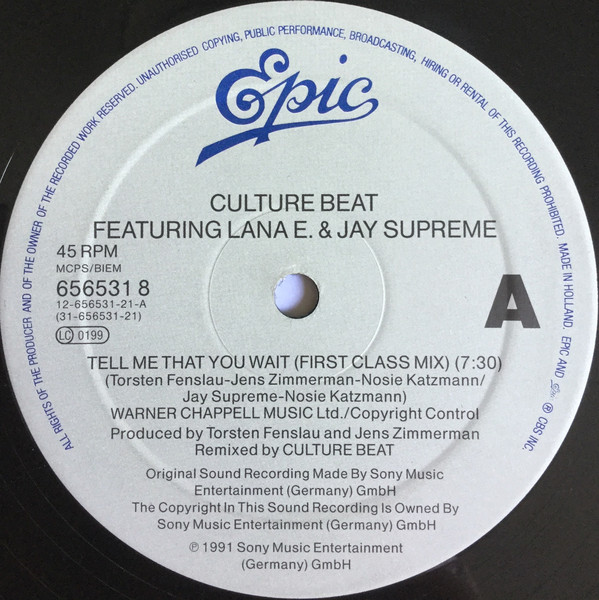 ALL RIGHTS OF THE PRODUCER AND OF THE OWNER OF THE RECORDED WORK RESERVED. UNAUTHORISED COPYING, PUBLIC PERFORMANCE, BROADCASTING, HIRING OR RENTAL OF THIS RECORDING PROHIBITED. MADE IN HOLLAND. EPIC AND Epic ® CBS INC.
Epic
CULTURE BEAT
FEATURING LANA E. & JAY SUPREME
45 RPM
MCPS/BIEM
656531 8
12-656531-21-A
(31-656531-21)
LC 0199
A
TELL ME THAT YOU WAIT (FIRST CLASS MIX) (7:30)
(Torsten Fenslau-Jens Zimmerman-Nosie Katzmann/
Jay Supreme-Nosie Katzmann)
WARNER CHAPPELL MUSIC Ltd./Copyright Control
Produced by Torsten Fenslau and Jens Zimmerman
Remixed by CULTURE BEAT
Original Sound Recording Made By Sony Music
Entertainment (Germany) GmbH
The Copyright In This Sound Recording Is Owned By
Sony Music Entertainment (Germany) GmbH
℗ 1991 Sony Music Entertainment
(Germany) GmbH